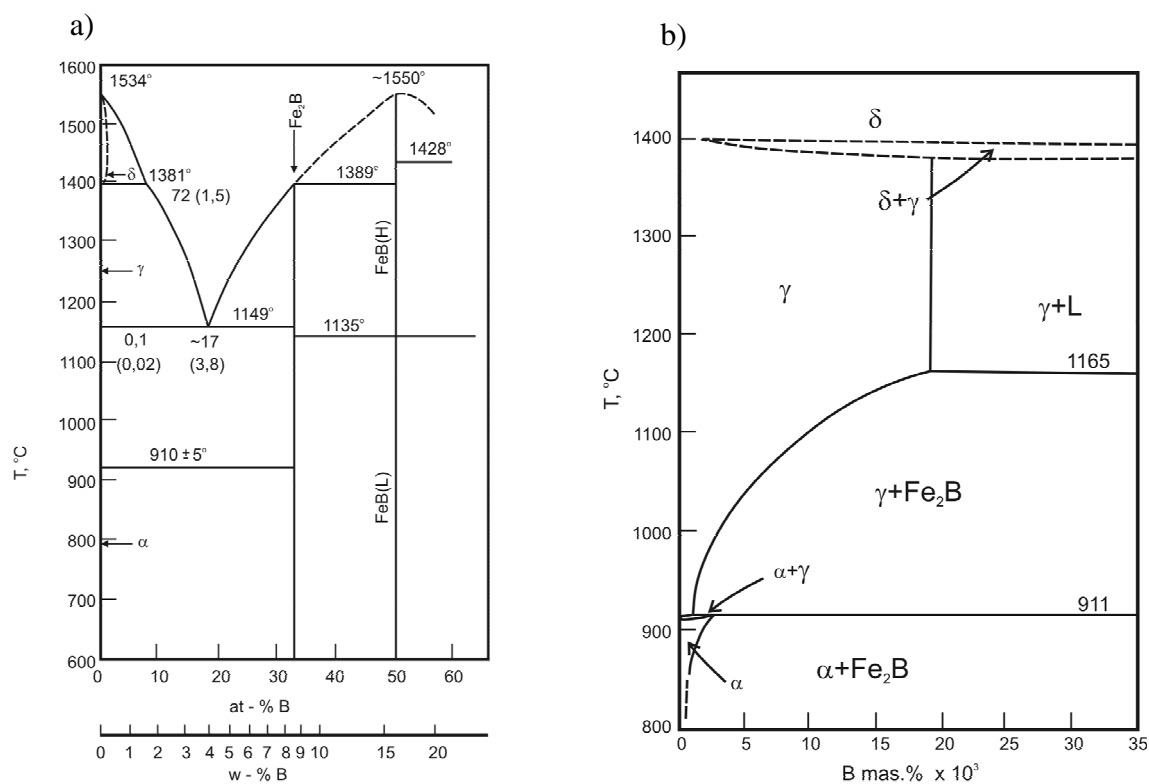 a)
1600
1500
1400
1300
1200
1100
1000
900
800
700
600
T, °C
1534°
~1550°
Fe₂B
1428°
δ
1381°
72 (1,5)
1389°
FeB(H)
γ
1149°
1135°
0,1
(0,02)
~17
(3,8)
910 ±5°
FeB(L)
α
0 10 20 30 40 50 60
at - % B
0 1 2 3 4 5 6 7 8 9 10 15 20
w - % B
b)
1400
1300
1200
1100
1000
900
800
T, °C
δ
δ+γ
γ
γ+L
1165
γ+Fe₂B
α+γ
911
α
α+Fe₂B
0 5 10 15 20 25 30 35
B mas.% x 10³